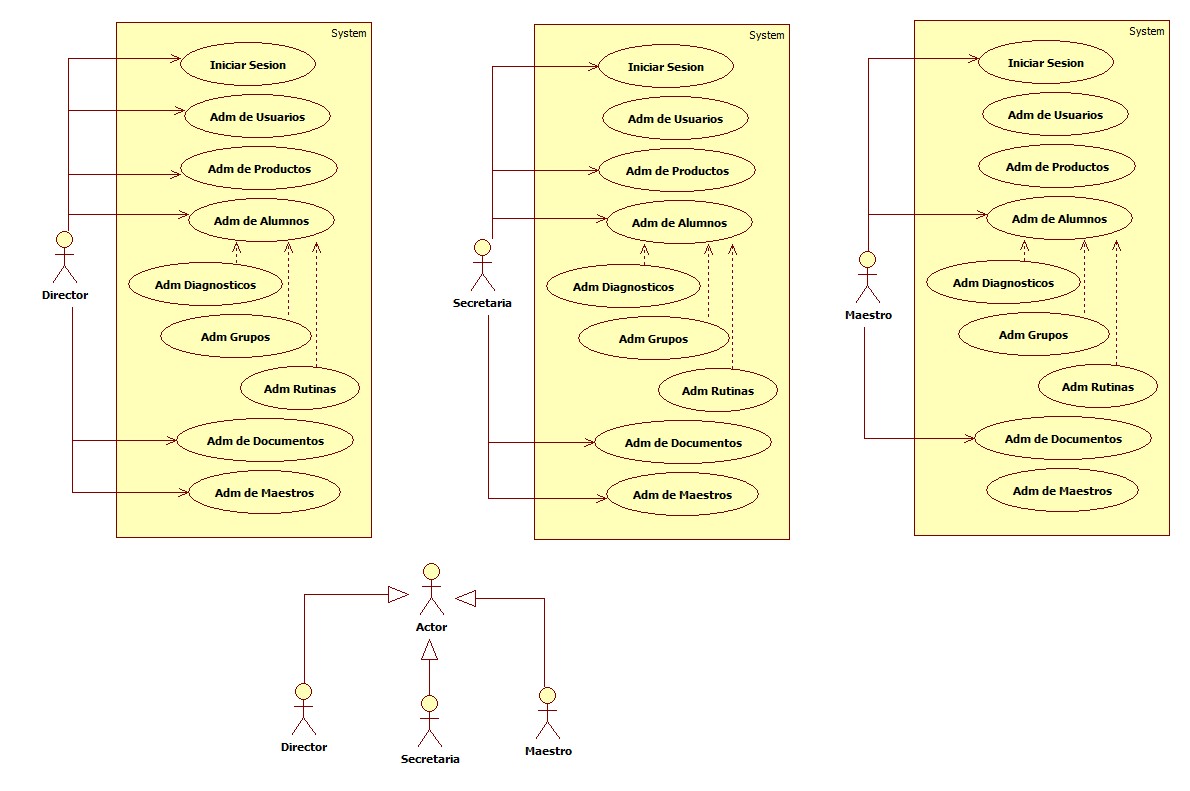 System
Iniciar Sesion
Adm de Usuarios
Adm de Productos
Adm de Alumnos
Adm Diagnosticos
Adm Grupos
Adm Rutinas
Adm de Documentos
Adm de Maestros
Director
System
Iniciar Sesion
Adm de Usuarios
Adm de Productos
Adm de Alumnos
Adm Diagnosticos
Adm Grupos
Adm Rutinas
Adm de Documentos
Adm de Maestros
Secretaria
System
Iniciar Sesion
Adm de Usuarios
Adm de Productos
Adm de Alumnos
Adm Diagnosticos
Adm Grupos
Adm Rutinas
Adm de Documentos
Adm de Maestros
Maestro
Actor
Director
Secretaria
Maestro